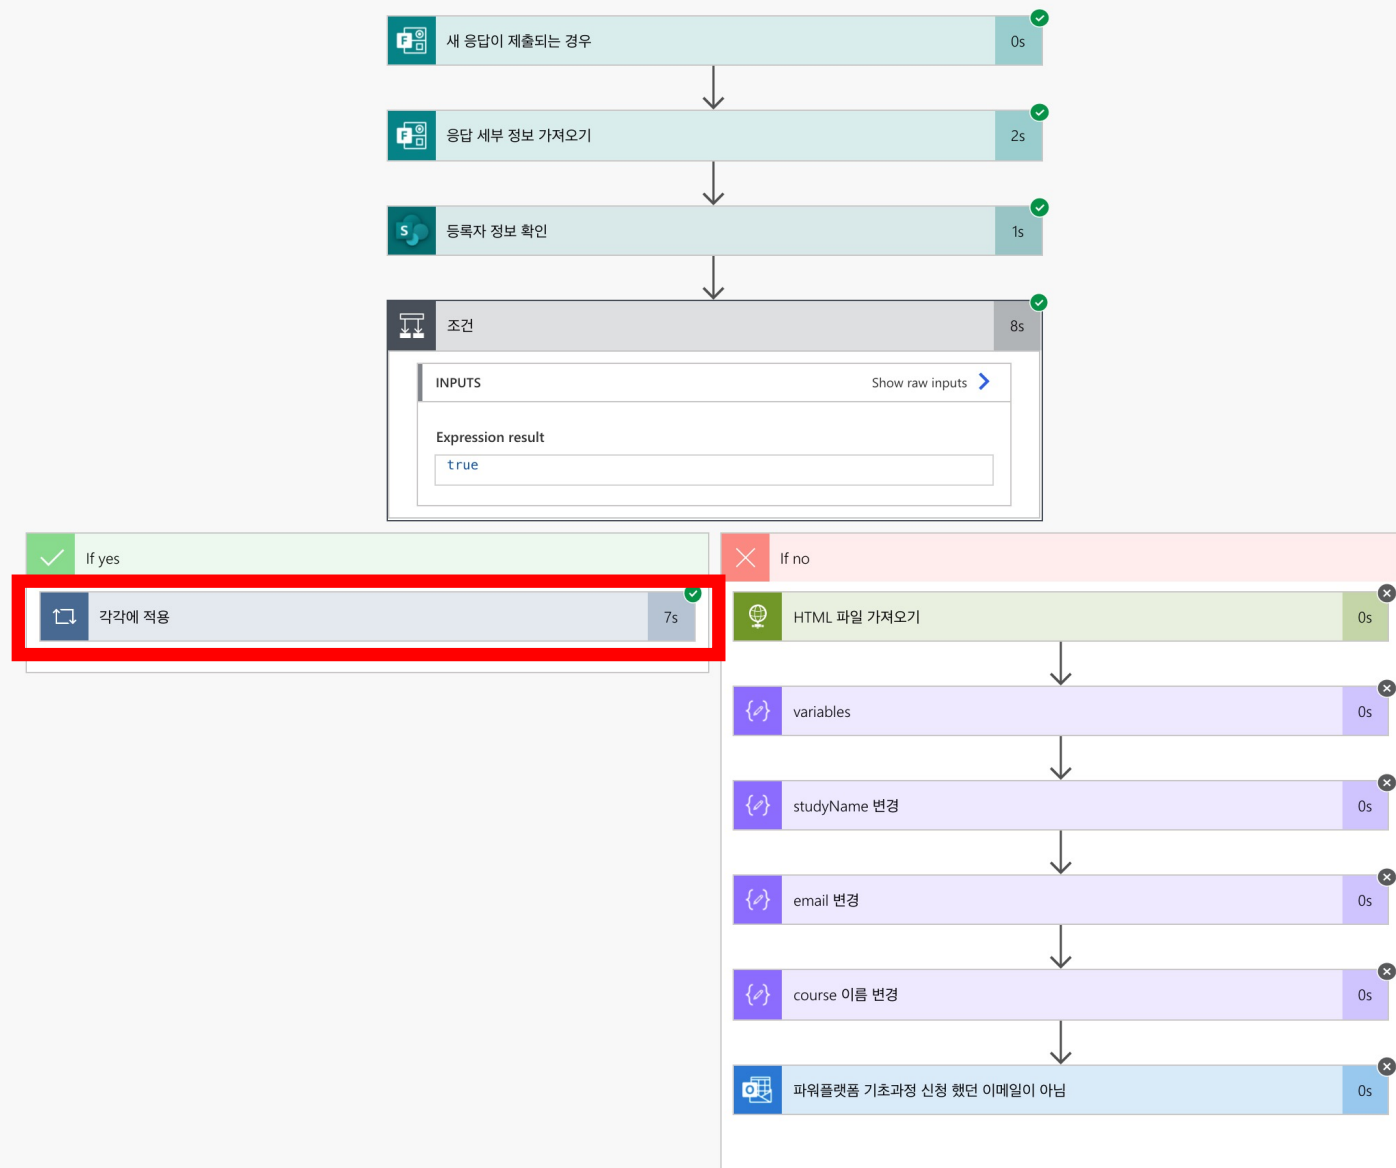 새 응답이 제출되는 경우
0s
응답 세부 정보 가져오기
2s
등록자 정보 확인
1s
조건
8s
INPUTS
Show raw inputs
Expression result
true
If yes
각각에 적용
7s
If no
HTML 파일 가져오기
0s
variables
0s
studyName 변경
0s
email 변경
0s
course 이름 변경
0s
파워플랫폼 기초과정 신청 했던 이메일이 아님
0s